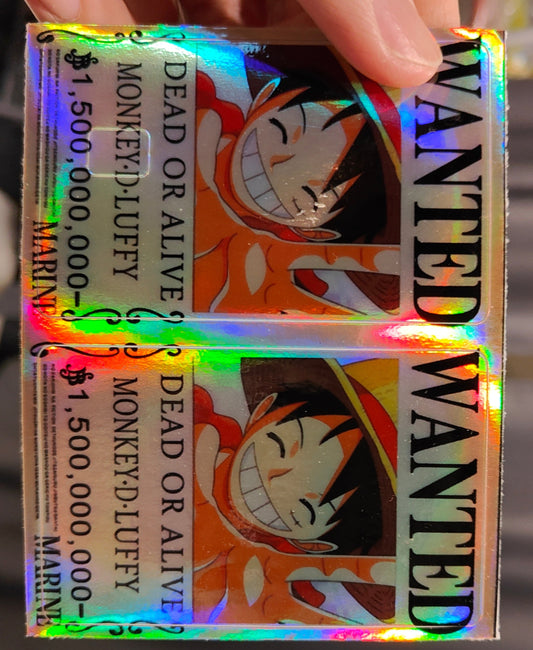 WANTED
DEAD OR ALIVE
MONKEY·D·LUFFY
1,500,000,000–
MARINE
WANTED
DEAD OR ALIVE
MONKEY·D·LUFFY
1,500,000,000–
MARINE